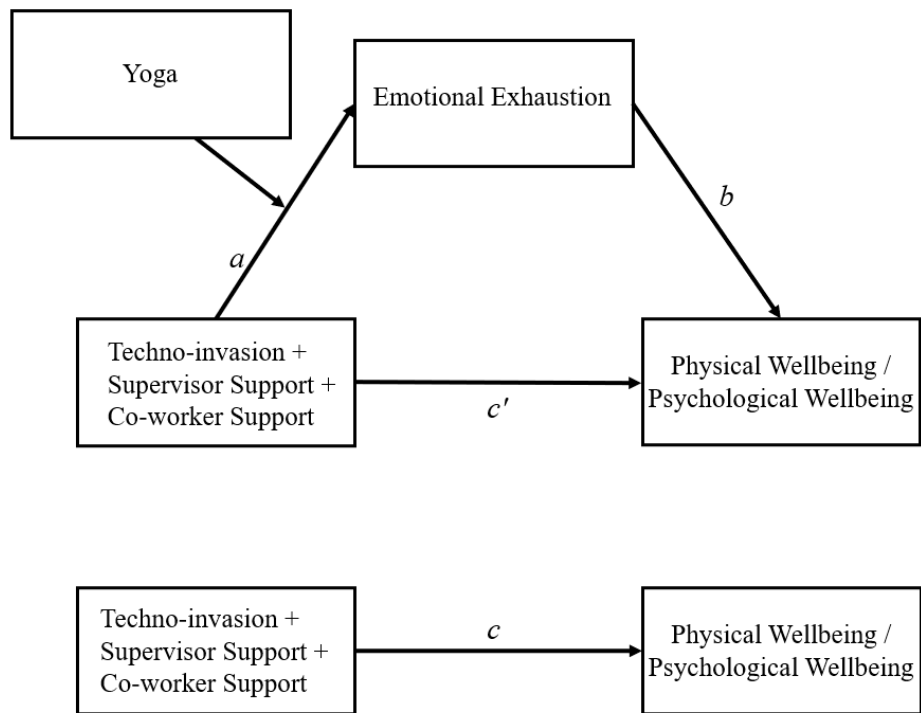 Yoga
Emotional Exhaustion
a
b
Techno-invasion +
Supervisor Support +
Co-worker Support
c'
Physical Wellbeing /
Psychological Wellbeing
Techno-invasion +
Supervisor Support +
Co-worker Support
c
Physical Wellbeing /
Psychological Wellbeing